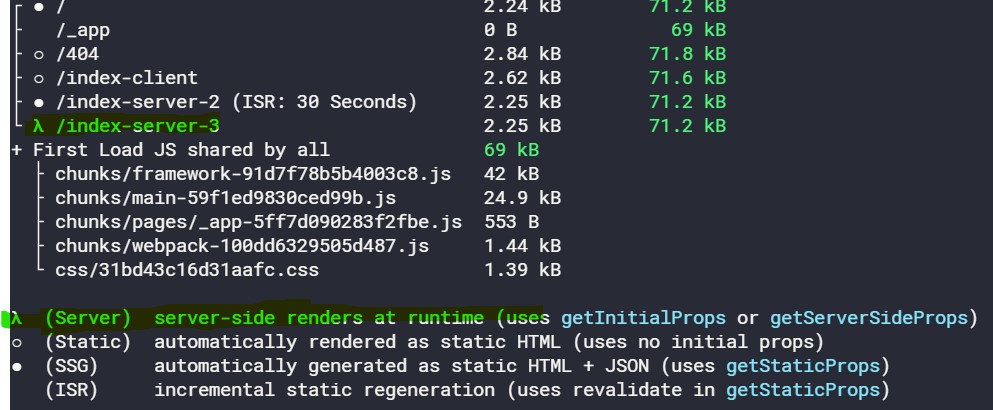 ┌ ● / 2.24 kB 71.2 kB
├ /_app 0 B 69 kB
├ ○ /404 2.84 kB 71.8 kB
├ ○ /index-client 2.62 kB 71.6 kB
├ ● /index-server-2 (ISR: 30 Seconds) 2.25 kB 71.2 kB
└ λ /index-server-3 2.25 kB 71.2 kB
+ First Load JS shared by all 69 kB
├ chunks/framework-91d7f78b5b4003c8.js 42 kB
├ chunks/main-59f1ed9830ced99b.js 24.9 kB
├ chunks/pages/_app-5ff7d090283f2fbe.js 553 B
├ chunks/webpack-100dd6329505d487.js 1.44 kB
└ css/31bd43c16d31aafc.css 1.39 kB
λ (Server) server-side renders at runtime (uses getInitialProps or getServerSideProps)
○ (Static) automatically rendered as static HTML (uses no initial props)
● (SSG) automatically generated as static HTML + JSON (uses getStaticProps)
(ISR) incremental static regeneration (uses revalidate in getStaticProps)